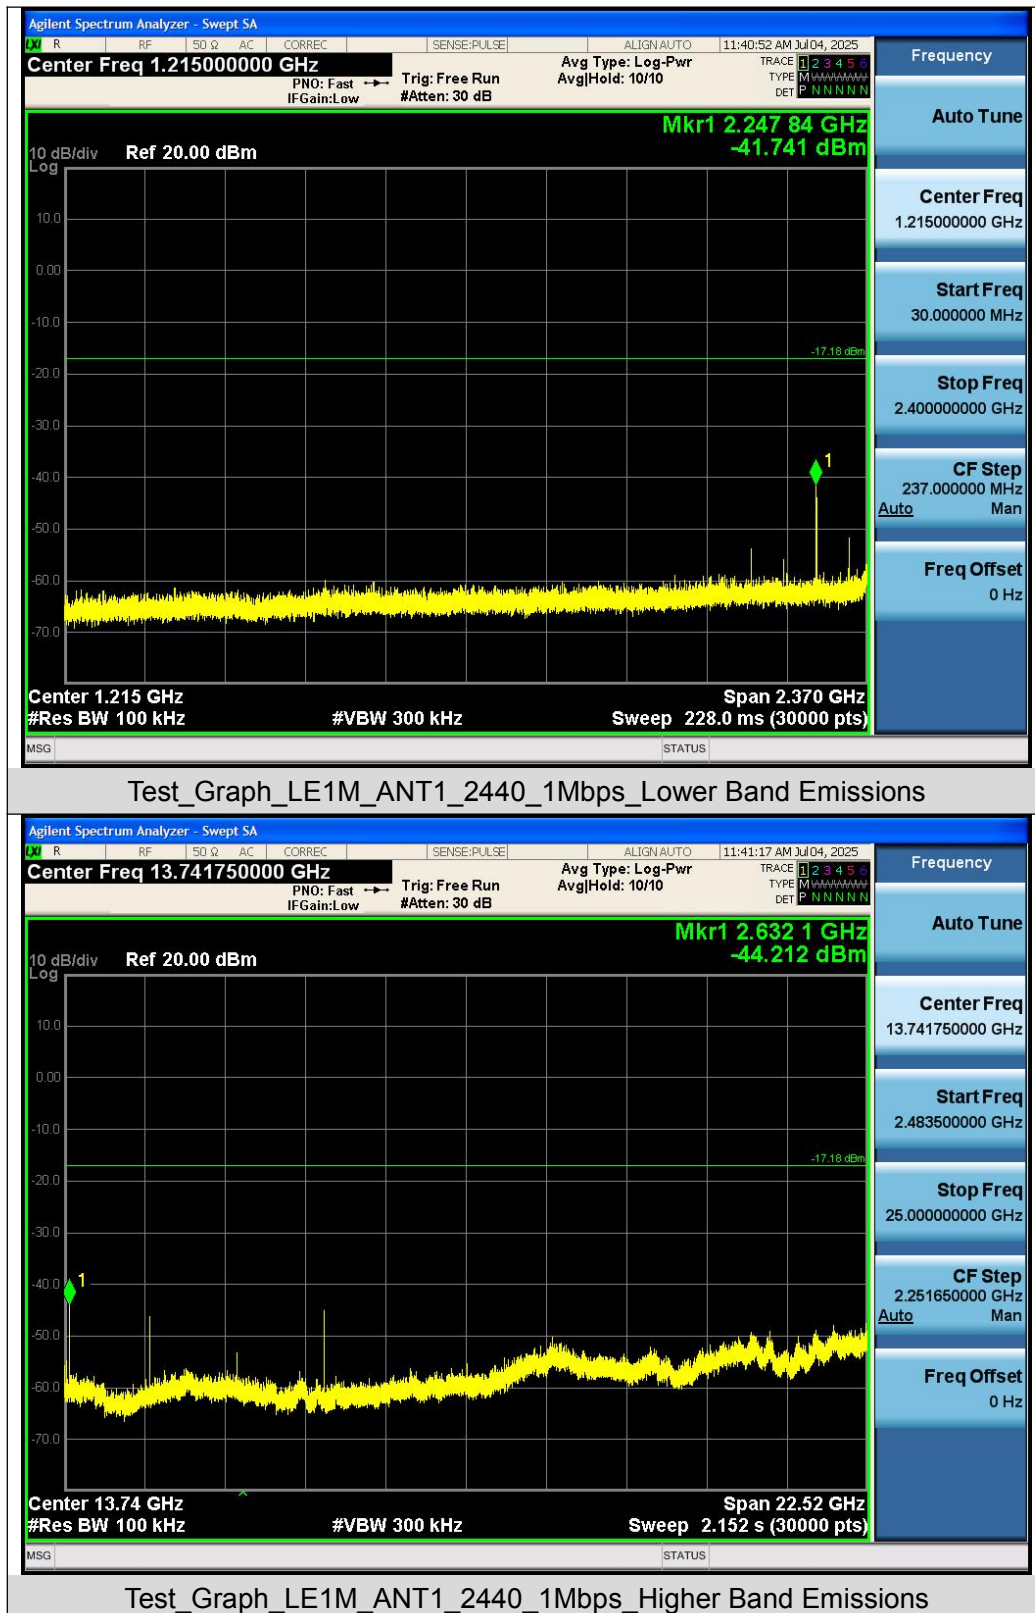 Agilent Spectrum Analyzer - Swept SA
LXI R RF 50 Ω AC CORREC SENSE:PULSE ALIGN AUTO 11:40:52 AM Jul 04, 2025
Center Freq 1.215000000 GHz
PNO: Fast
IFGain:Low
Trig: Free Run
#Atten: 30 dB
Avg Type: Log-Pwr
Avg|Hold: 10/10
TRACE 1 2 3 4 5 6
TYPE M WWWWW
DET P N N N N N
Mkr1 2.247 84 GHz
-41.741 dBm
10 dB/div
Log
Ref 20.00 dBm
10.0
0.00
-10.0
-17.18 dBm
-20.0
-30.0
-40.0
1
-50.0
-60.0
-70.0
Center 1.215 GHz
Span 2.370 GHz
#Res BW 100 kHz
#VBW 300 kHz
Sweep 228.0 ms (30000 pts)
MSG
STATUS
Frequency
Auto Tune
Center Freq
1.215000000 GHz
Start Freq
30.000000 MHz
Stop Freq
2.400000000 GHz
CF Step
237.000000 MHz
Auto Man
Freq Offset
0 Hz
Test_Graph_LE1M_ANT1_2440_1Mbps_Lower Band Emissions
Agilent Spectrum Analyzer - Swept SA
LXI R RF 50 Ω AC CORREC SENSE:PULSE ALIGN AUTO 11:41:17 AM Jul 04, 2025
Center Freq 13.741750000 GHz
PNO: Fast
IFGain:Low
Trig: Free Run
#Atten: 30 dB
Avg Type: Log-Pwr
Avg|Hold: 10/10
TRACE 1 2 3 4 5 6
TYPE M WWWWW
DET P N N N N N
Mkr1 2.632 1 GHz
-44.212 dBm
10 dB/div
Log
Ref 20.00 dBm
10.0
0.00
-10.0
-17.18 dBm
-20.0
-30.0
-40.0
1
-50.0
-60.0
-70.0
Center 13.74 GHz
Span 22.52 GHz
#Res BW 100 kHz
#VBW 300 kHz
Sweep 2.152 s (30000 pts)
MSG
STATUS
Frequency
Auto Tune
Center Freq
13.741750000 GHz
Start Freq
2.483500000 GHz
Stop Freq
25.000000000 GHz
CF Step
2.251650000 GHz
Auto Man
Freq Offset
0 Hz
Test_Graph_LE1M_ANT1_2440_1Mbps_Higher Band Emissions